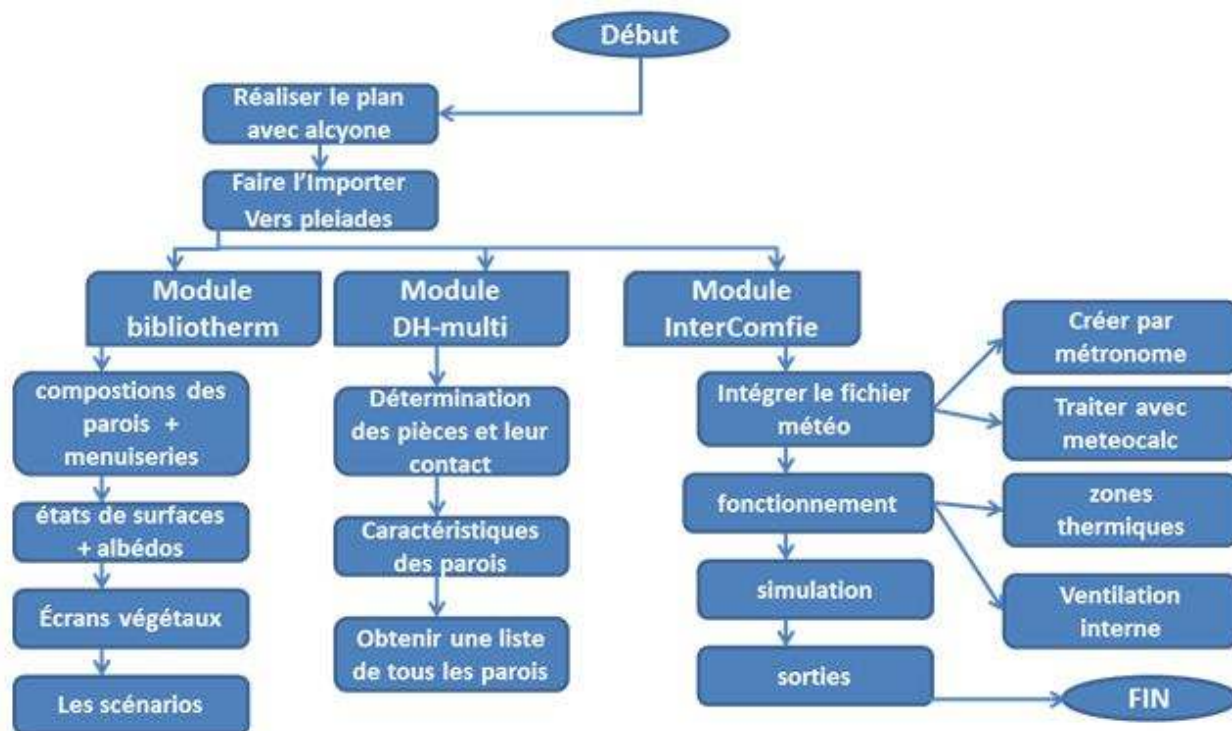 Début
Réaliser le plan
avec alcyone
Faire l'Importer
Vers pleiades
Module
bibliotherm
compostions des
parois +
menuiseries
états de surfaces
+ albédos
Écrans végétaux
Les scénarios
Module
DH-multi
Détermination
des pièces et leur
contact
Caractéristiques
des parois
Obtenir une liste
de tous les parois
Module
InterComfie
Intégrer le fichier
météo
fonctionnement
simulation
sorties
Créer par
métronome
Traiter avec
meteocalc
zones
thermiques
Ventilation
interne
FIN